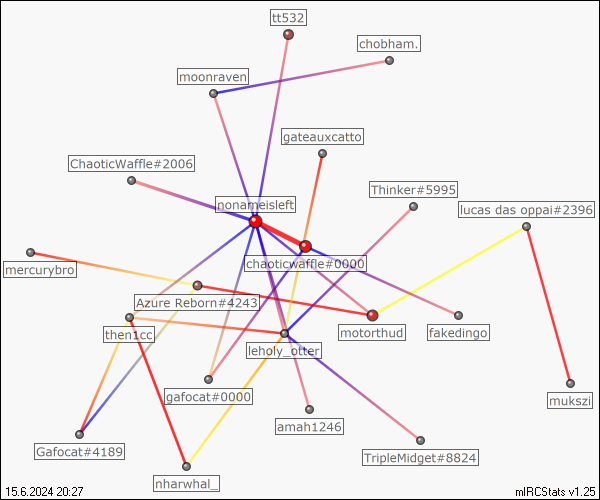 tt532
chobham.
moonraven
gateauxcatto
ChaoticWaffle#2006
Thinker#5995
nonameisleft
lucas das oppai#2396
chaoticwaffle#0000
mercurybro
Azure Reborn#4243
then1cc
motorthud
fakedingo
leholy_otter
gafocat#0000
mukszi
amah1246
Gafocat#4189
TripleMidget#8824
nharwhal_
15.6.2024 20:27
mIRCStats v1.25